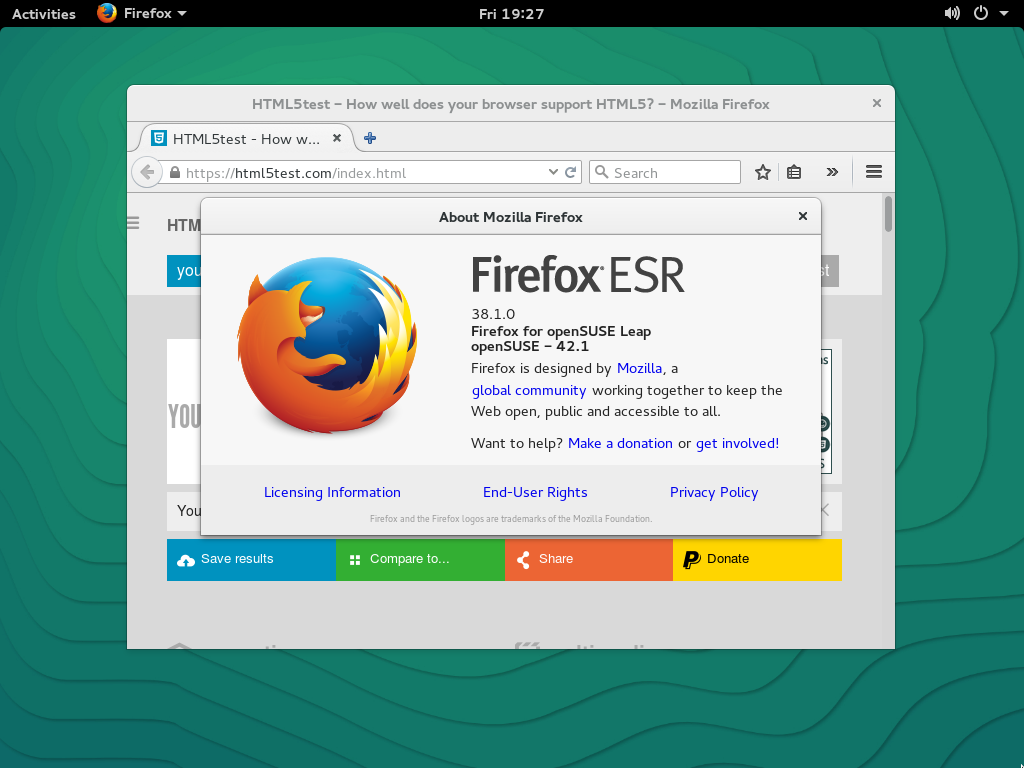 Activities
Firefox
Fri 19:27
HTML5test – How well does your browser support HTML5? – Mozilla Firefox
HTML5test - How w...
https://html5test.com/index.html
Search
HTM
you
st
About Mozilla Firefox
Firefox ESR
38.1.0
Firefox for openSUSE Leap
openSUSE – 42.1
Firefox is designed by Mozilla, a
global community working together to keep the
Web open, public and accessible to all.
Want to help? Make a donation or get involved!
Licensing Information
End-User Rights
Privacy Policy
Firefox and the Firefox logos are trademarks of the Mozilla Foundation.
YOU
You
Save results
Compare to...
Share
Donate